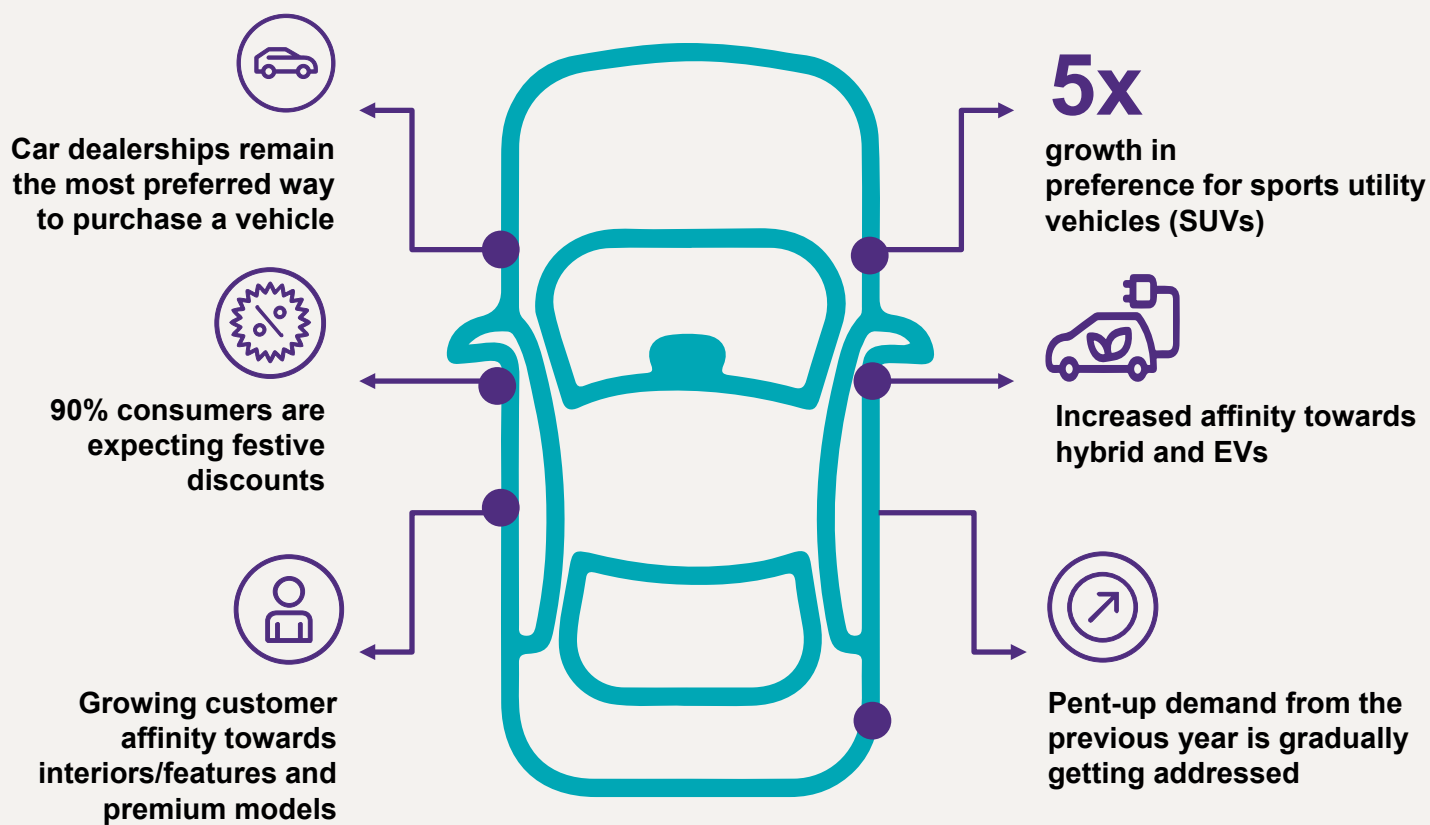 Car dealerships remain
the most preferred way
to purchase a vehicle
90% consumers are
expecting festive
discounts
Growing customer
affinity towards
interiors/features and
premium models
5x
growth in
preference for sports utility
vehicles (SUVs)
Increased affinity towards
hybrid and EVs
Pent-up demand from the
previous year is gradually
getting addressed